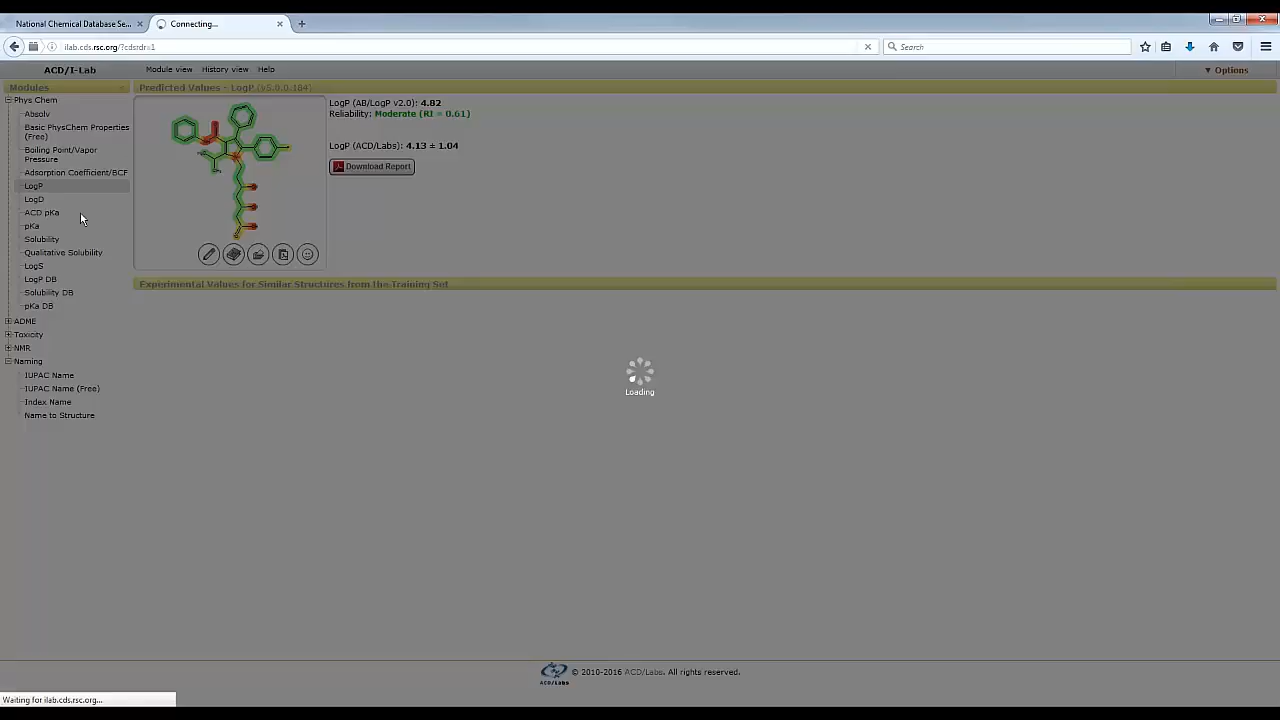 National Chemical Database Se...
Connecting...
ilab.cds.rsc.org/?cdsrdr=1
Search
ACD/I-Lab
Module view
History view
Help
▼ Options
Modules
Predicted Values - LogP (v5.0.0.184)
Phys Chem
Absolv
Basic PhysChem Properties
(Free)
Boiling Point/Vapor
Pressure
Adsorption Coefficient/BCF
LogP
LogD
ACD pKa
pKa
Solubility
Qualitative Solubility
LogS
LogP DB
Solubility DB
pKa DB
ADME
Toxicity
NMR
Naming
IUPAC Name
IUPAC Name (Free)
Index Name
Name to Structure
LogP (AB/LogP v2.0): 4.82
Reliability: Moderate (RI = 0.61)
LogP (ACD/Labs): 4.13 ± 1.04
Download Report
Experimental Values for Similar Structures from the Training Set
Loading
ACD/Labs
© 2010-2016 ACD/Labs. All rights reserved.
Waiting for ilab.cds.rsc.org...